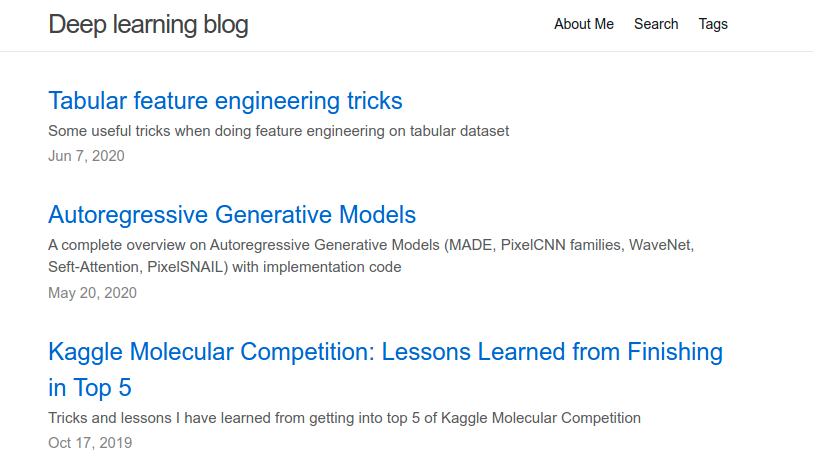 Deep learning blog
About Me Search Tags
Tabular feature engineering tricks
Some useful tricks when doing feature engineering on tabular dataset
Jun 7, 2020
Autoregressive Generative Models
A complete overview on Autoregressive Generative Models (MADE, PixelCNN families, WaveNet,
Seft-Attention, PixelSNAIL) with implementation code
May 20, 2020
Kaggle Molecular Competition: Lessons Learned from Finishing
in Top 5
Tricks and lessons I have learned from getting into top 5 of Kaggle Molecular Competition
Oct 17, 2019